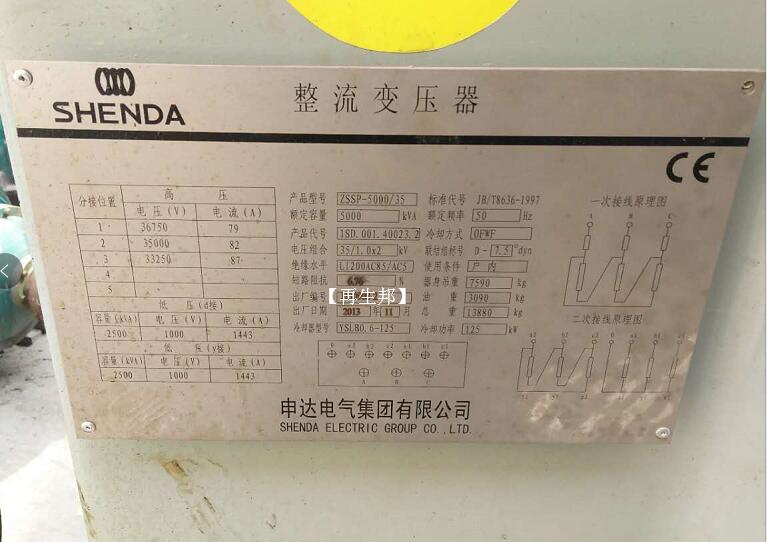 SHENDA
整流变压器
CE
分接位置 高压
电压(V) 电流(A)
1 36750 79
2 35000 82
3 33250 87
4
5
低压(d接)
容量(kVA) 电压(V) 电流(A)
2500 1000 1443
低压(y接)
容量(kVA) 电压(V) 电流(A)
2500 1000 1443
产品型号 ZSSP-5000/35 标准代号 JB/T8636-1997
额定容量 5000 kVA 额定频率 50 Hz
产品代号 1SD.001.40023.2 冷却方式 OFWF
电压组合 35/1.0x2 kV 联结组标号 D-7.5°dyn
绝缘水平 LI200AC85/AC5 使用条件 户内
短路阻抗 % 器身吊重 7590 kg
出厂编号 【再生邦】 油重 3090 kg
出厂日期 2013年11月 总重 13880 kg
冷却器型号 YSLB0.6-125 冷却功率 125 kW
A B C
一次接线原理图
A B C
二次接线原理图
申达电气集团有限公司
SHENDA ELECTRIC GROUP CO.,LTD.